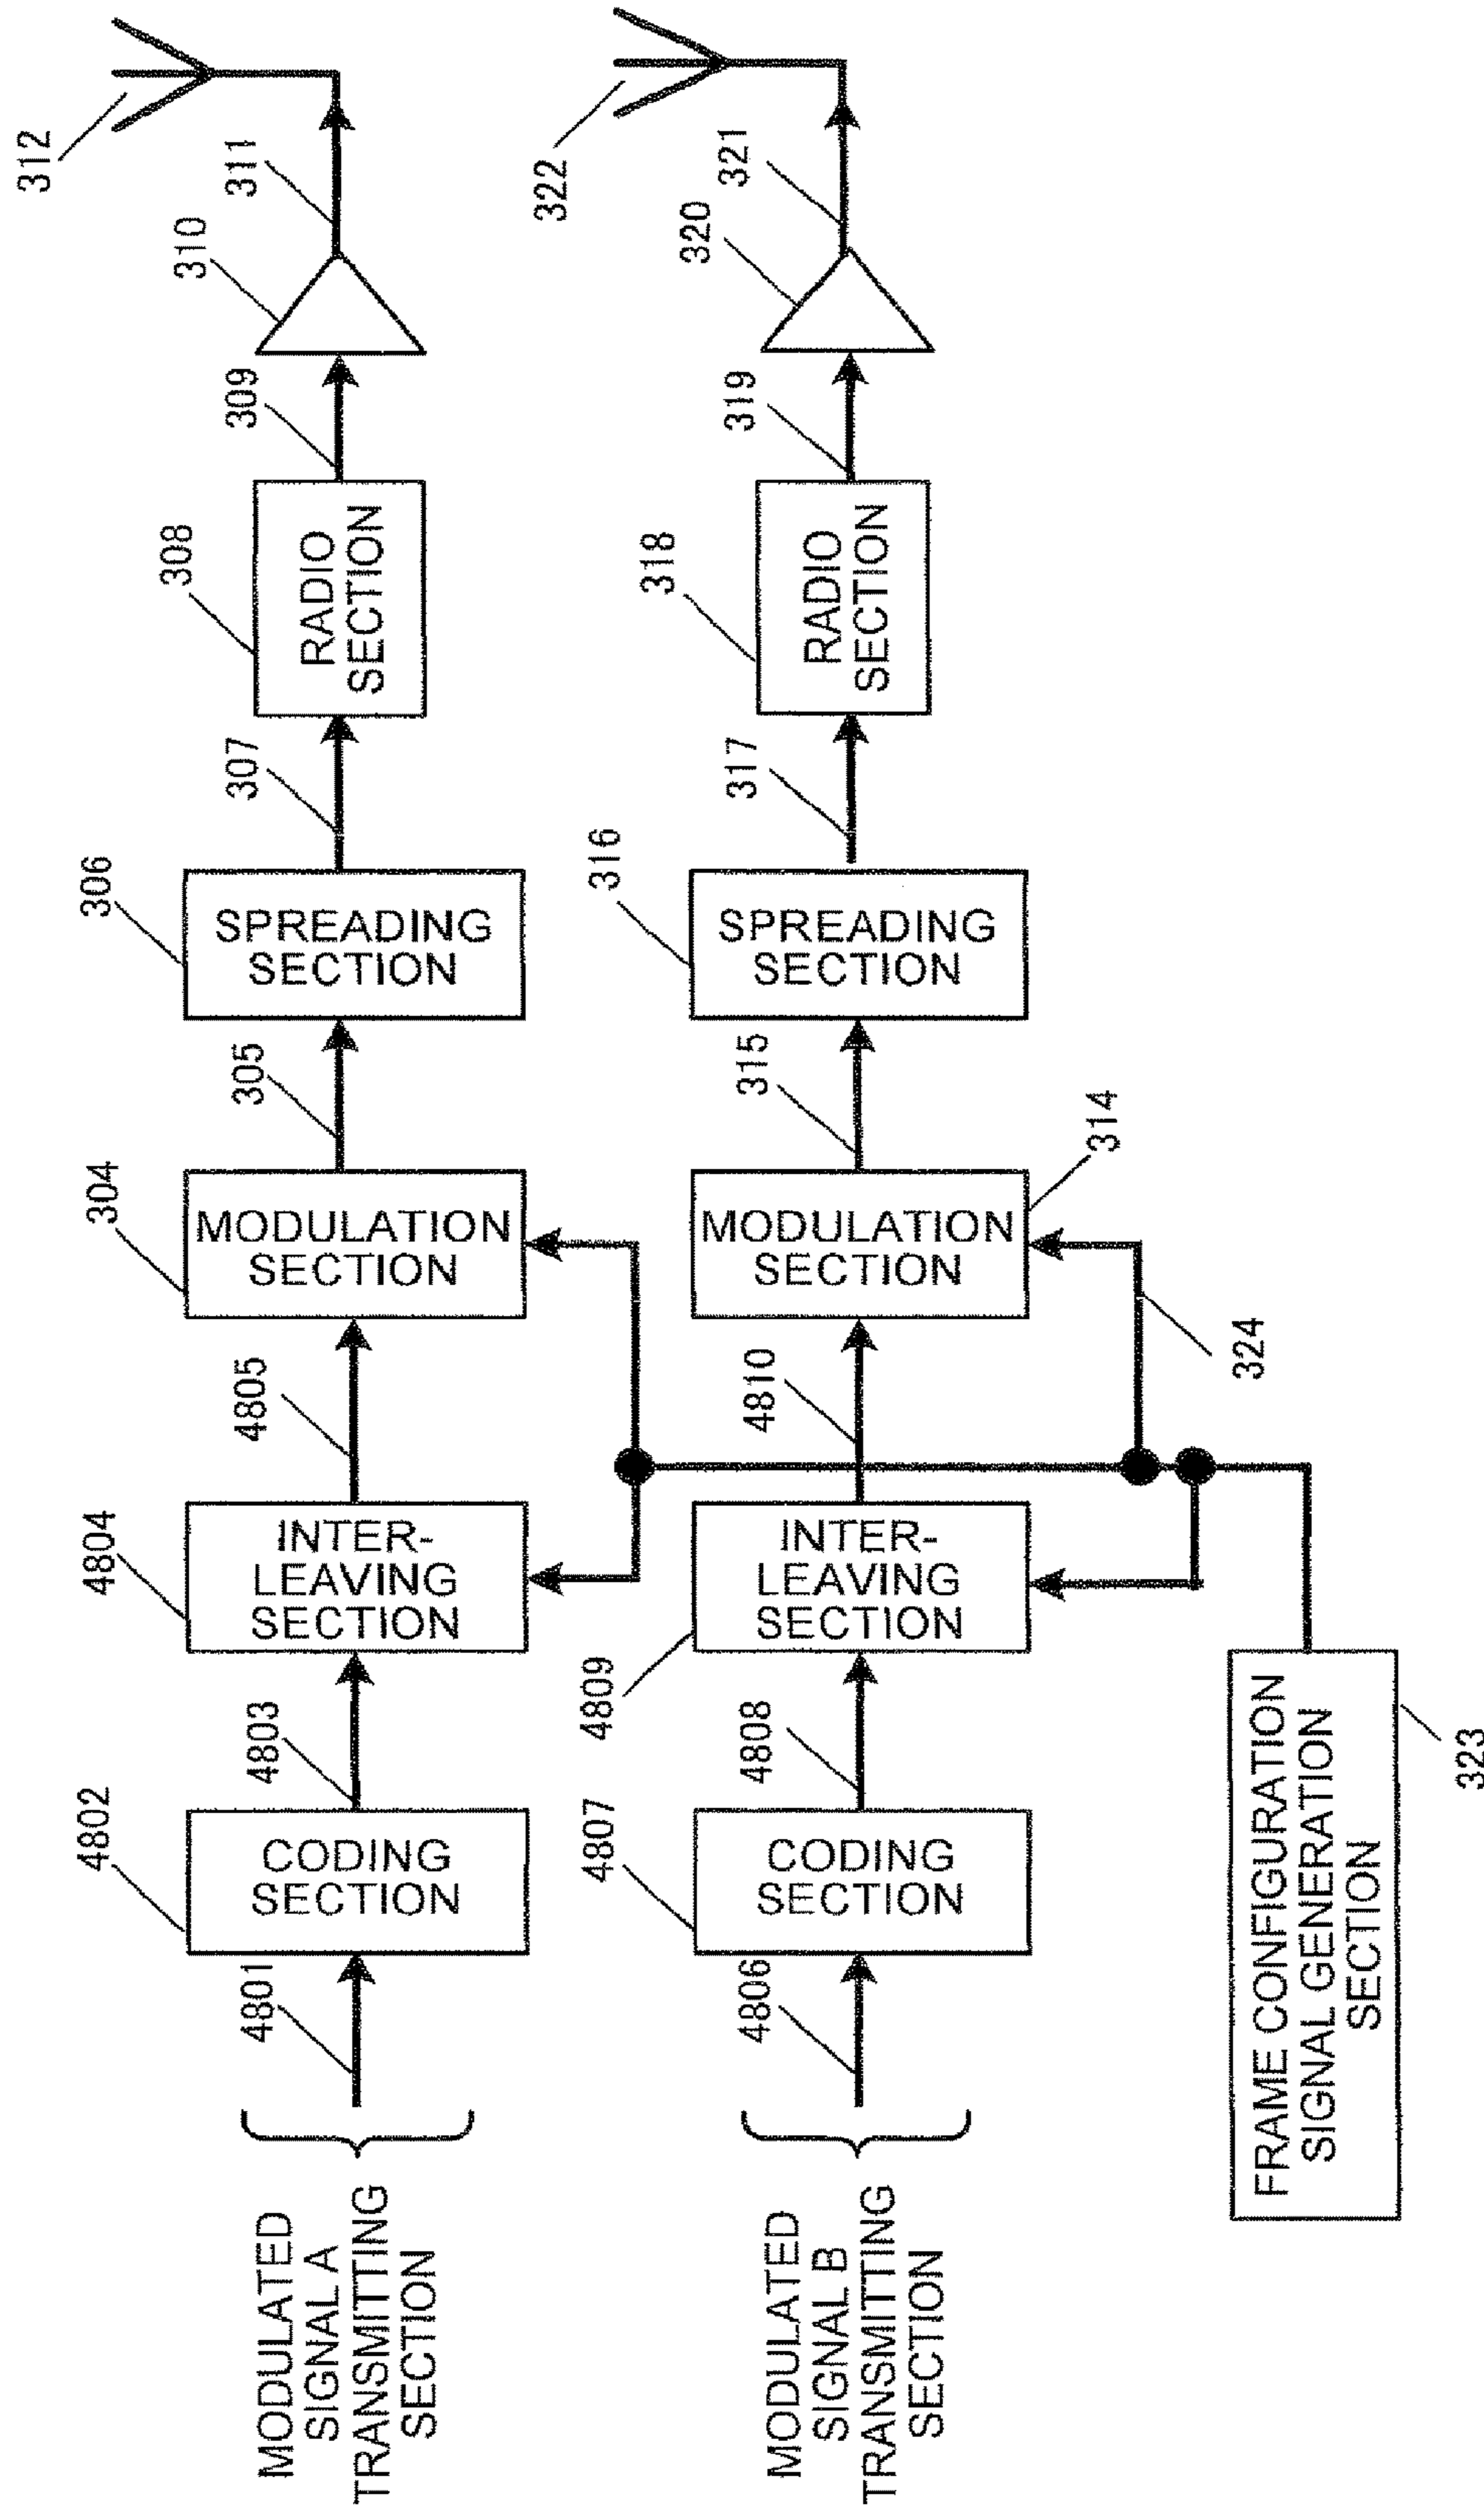 312
322
310
311
320
321
308
309
318
319
RADIO
SECTION
RADIO
SECTION
306
307
316
317
SPREADING
SECTION
SPREADING
SECTION
304
305
315
314
MODULATION
SECTION
MODULATION
SECTION
4804
4805
4809
4810
324
INTER-
LEAVING
SECTION
INTER-
LEAVING
SECTION
4802
4803
4807
4808
CODING
SECTION
CODING
SECTION
4801
4806
323
FRAME CONFIGURATION
SIGNAL GENERATION
SECTION
MODULATED
SIGNAL A
TRANSMITTING
SECTION
MODULATED
SIGNAL B
TRANSMITTING
SECTION